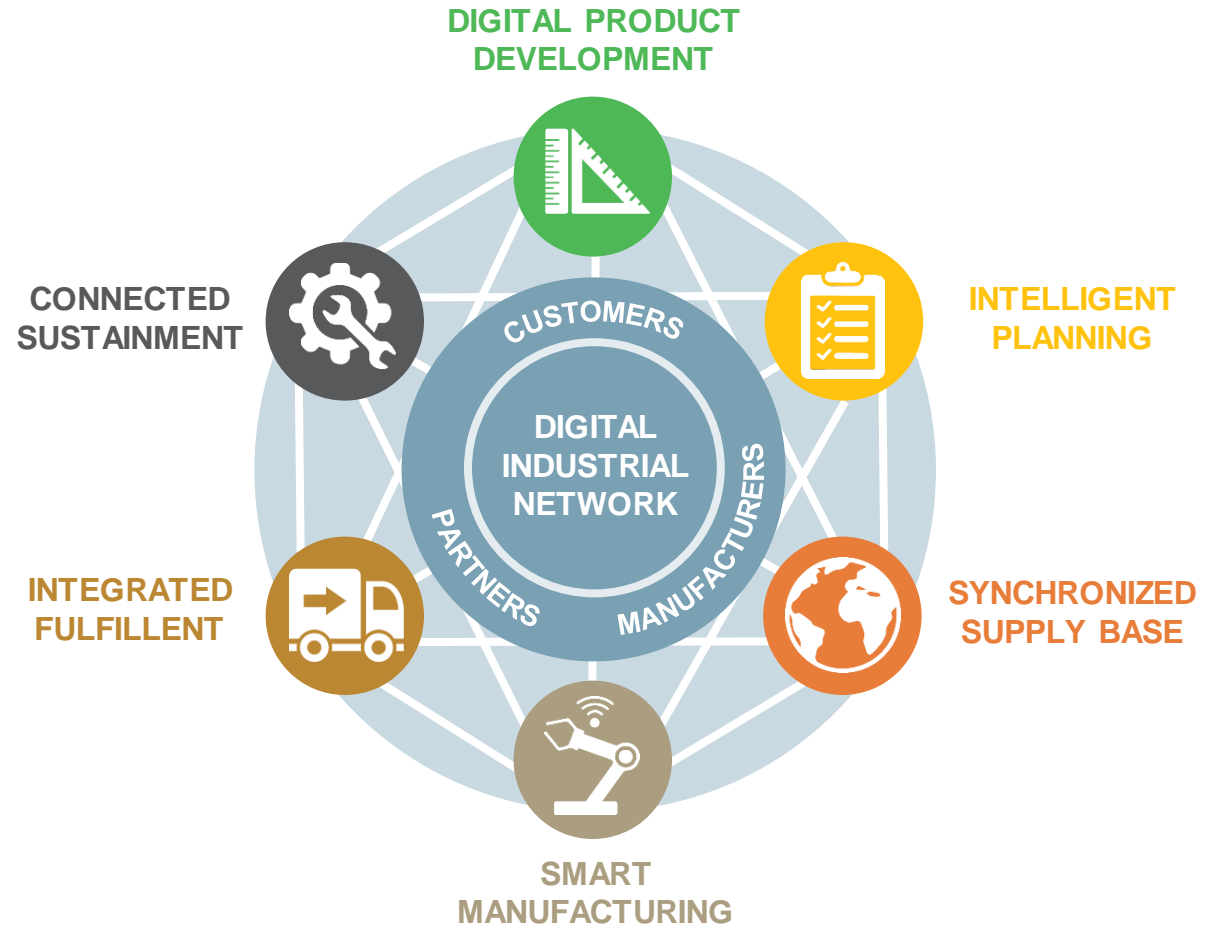 DIGITAL PRODUCT
DEVELOPMENT
CONNECTED
SUSTAINMENT
INTELLIGENT
PLANNING
CUSTOMERS
DIGITAL
INDUSTRIAL
NETWORK
PARTNERS
MANUFACTURERS
INTEGRATED
FULFILLENT
SYNCHRONIZED
SUPPLY BASE
SMART
MANUFACTURING